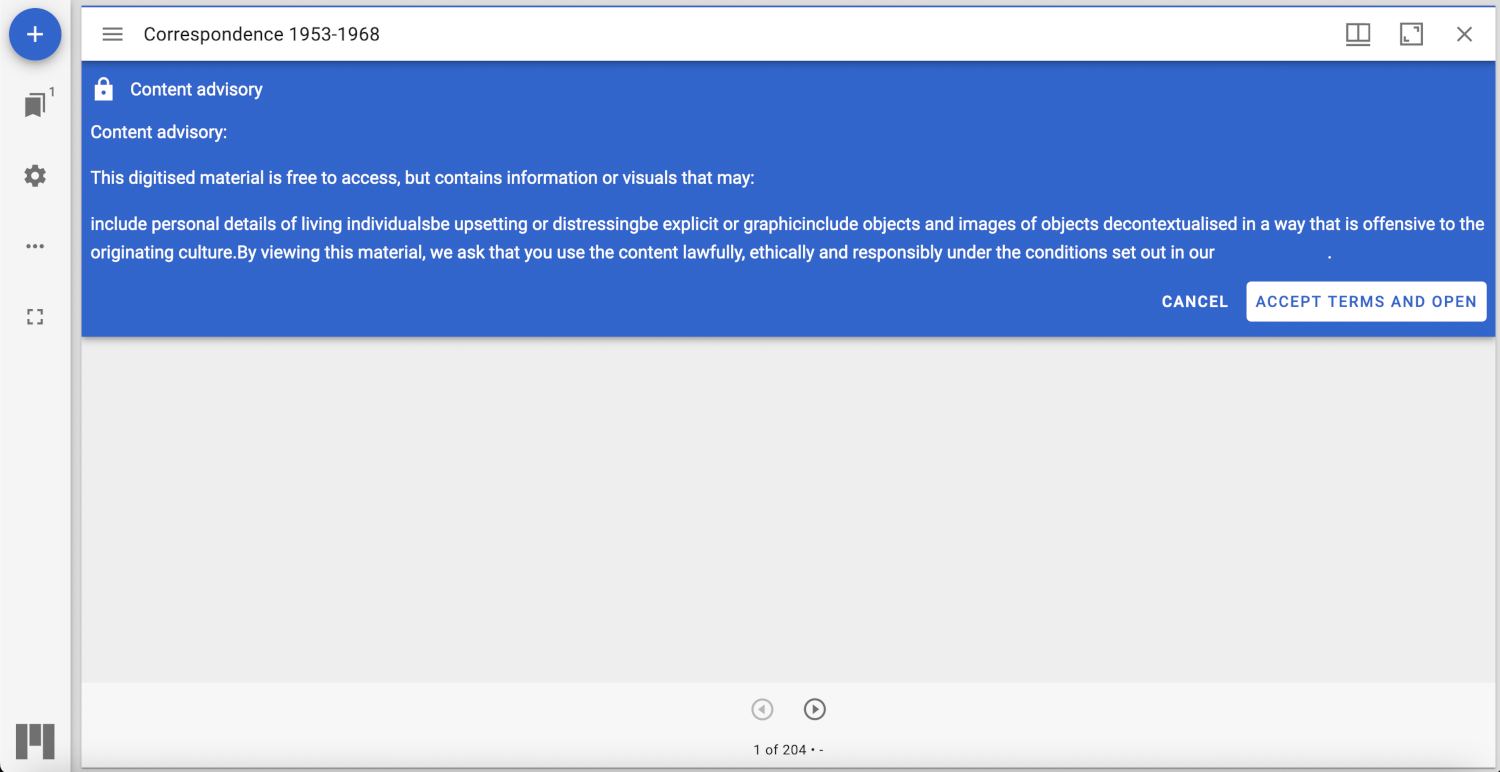 Correspondence 1953-1968
1
Content advisory
Content advisory:
This digitised material is free to access, but contains information or visuals that may:
include personal details of living individualsbe upsetting or distressingbe explicit or graphicinclude objects and images of objects decontextualised in a way that is offensive to the
originating culture.By viewing this material, we ask that you use the content lawfully, ethically and responsibly under the conditions set out in our .
CANCEL ACCEPT TERMS AND OPEN
1 of 204 • -